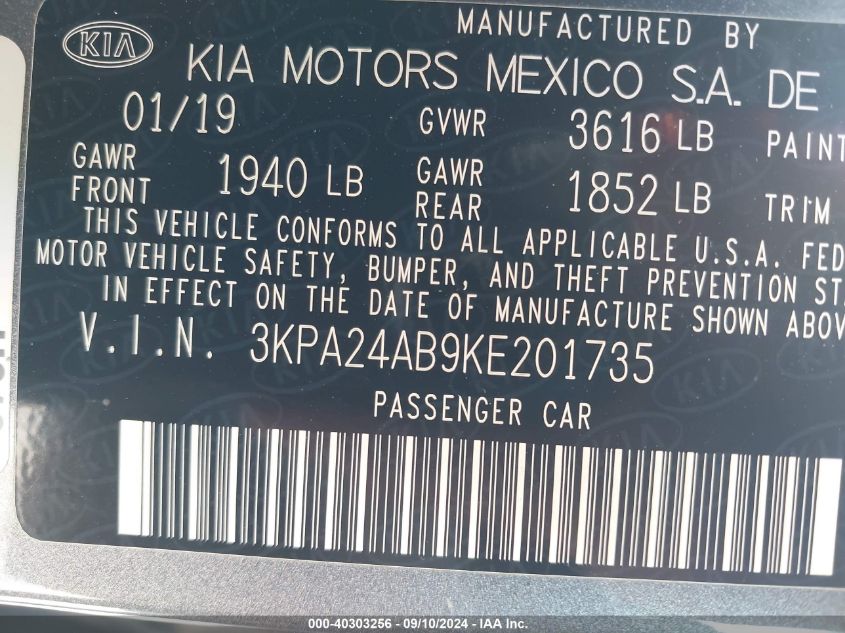 MANUFACTURED BY
KIA KIA MOTORS MEXICO S.A. DE
01/19 GVWR 3616 LB PAINT
GAWR FRONT 1940 LB GAWR REAR 1852 LB TRIM
THIS VEHICLE CONFORMS TO ALL APPLICABLE U.S.A. FED
MOTOR VEHICLE SAFETY, BUMPER, AND THEFT PREVENTION ST
IN EFFECT ON THE DATE OF MANUFACTURE SHOWN ABOV
V.I.N. 3KPA24AB9KE201735
PASSENGER CAR
000-40303256 - 09/10/2024 - IAA Inc.